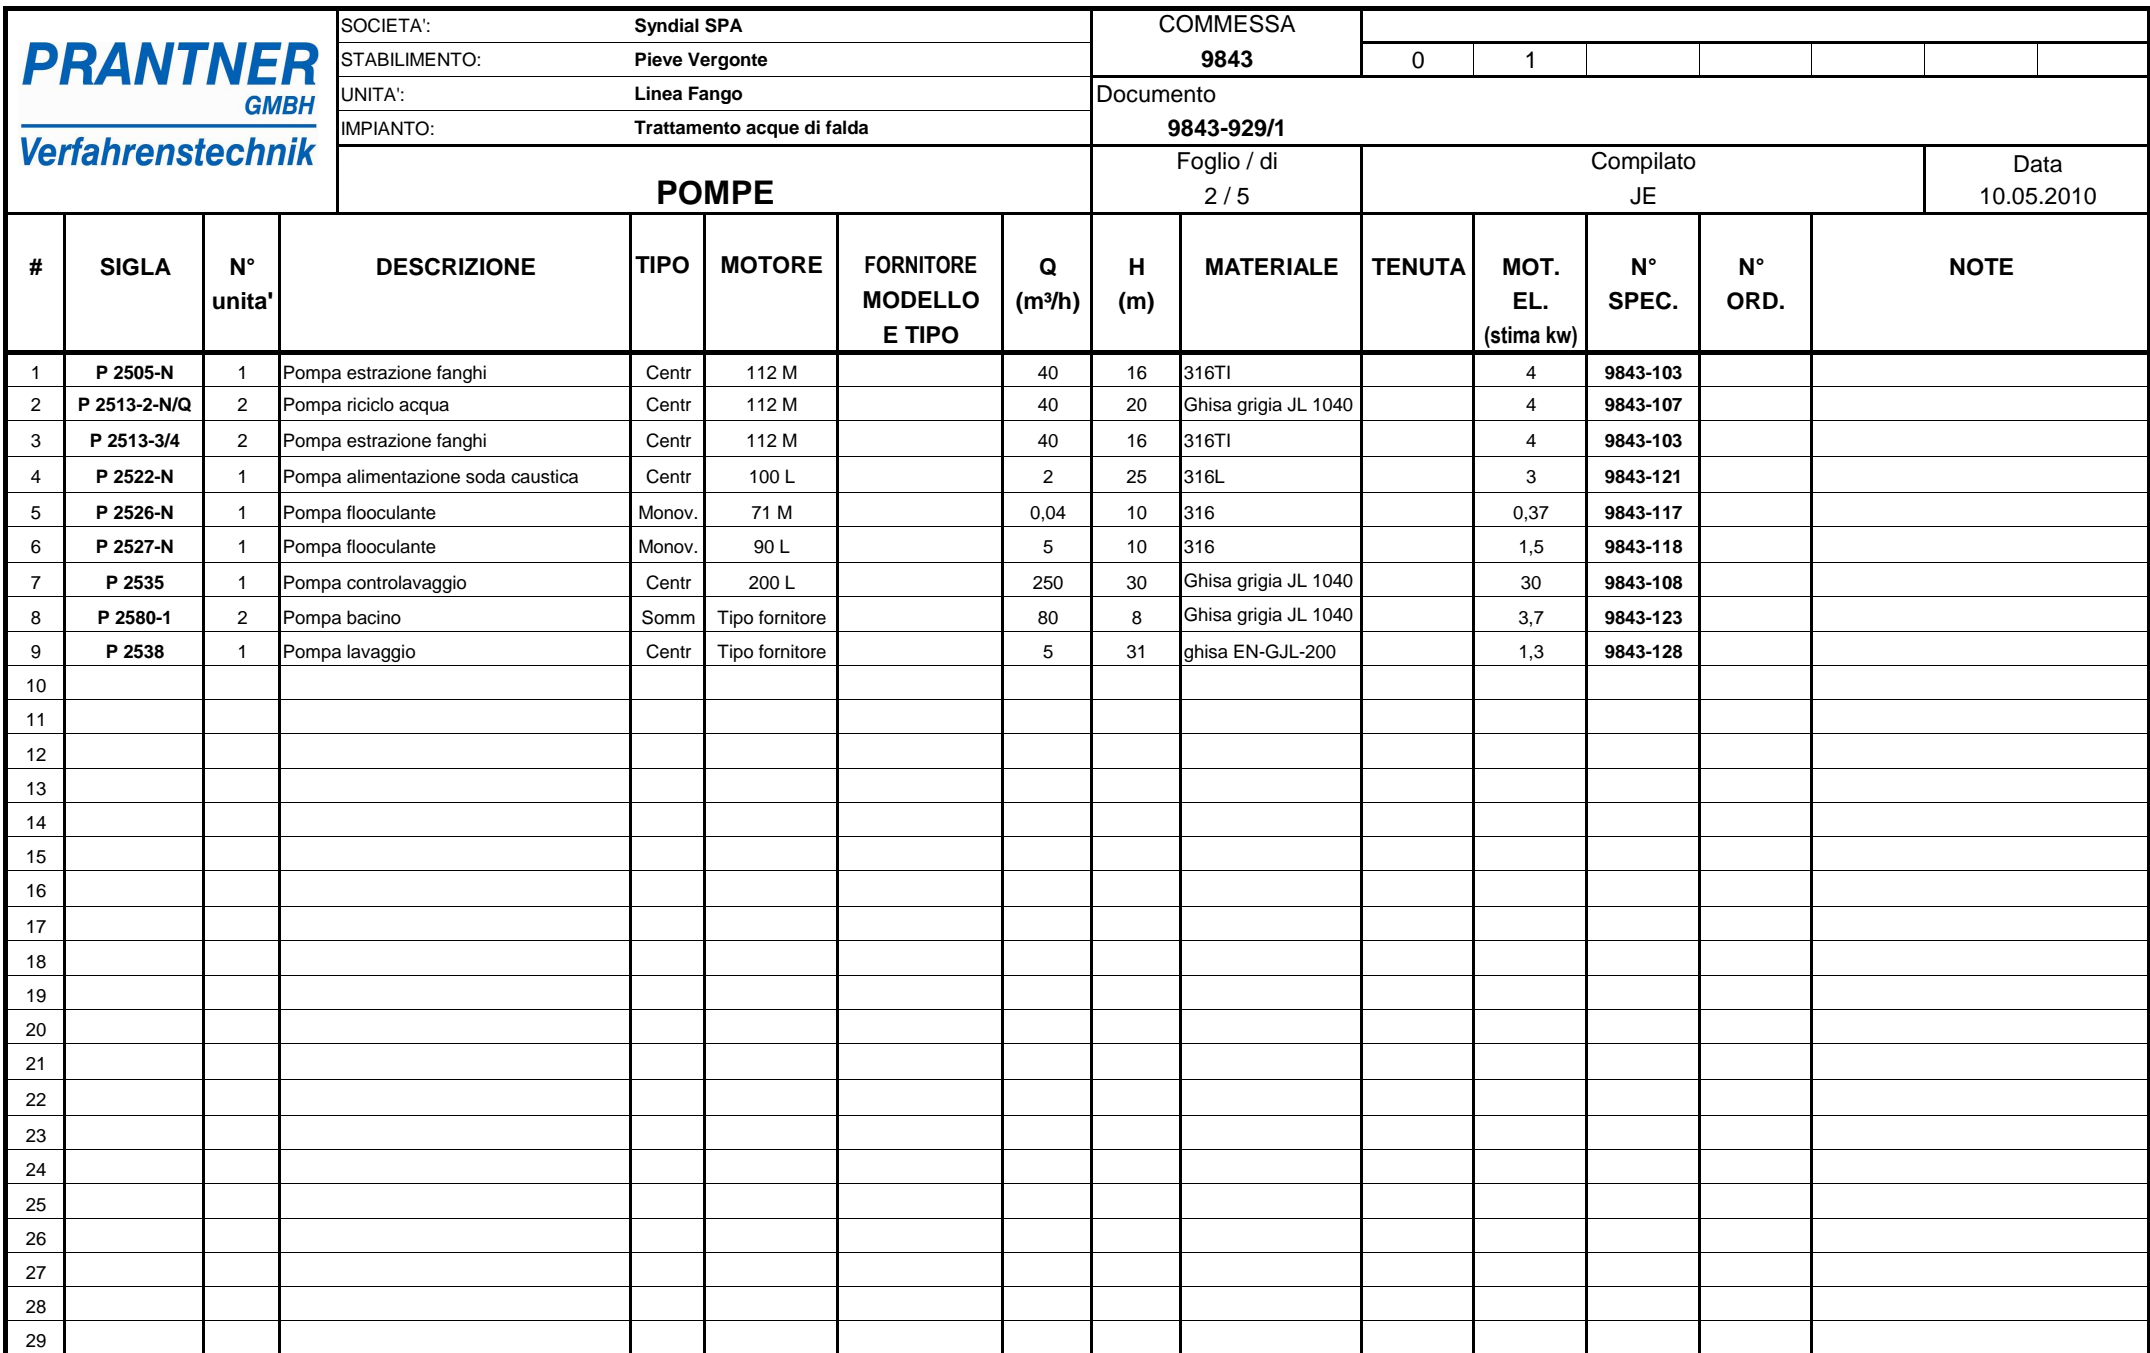 PRANTNER
GMBH
Verfahrenstechnik
SOCIETA': Syndial SPA
STABILIMENTO: Pieve Vergonte
UNITA': Linea Fango
IMPIANTO: Trattamento acque di falda
POMPE
COMMESSA
9843 0 1
Documento
9843-929/1
Foglio / di Compilato Data
2 / 5 JE 10.05.2010
# SIGLA N° unita' DESCRIZIONE TIPO MOTORE FORNITORE MODELLO E TIPO Q (m³/h) H (m) MATERIALE TENUTA MOT. EL. (stima kw) N° SPEC. N° ORD. NOTE
1 P 2505-N 1 Pompa estrazione fanghi Centr 112 M 40 16 316TI 4 9843-103
2 P 2513-2-N/Q 2 Pompa riciclo acqua Centr 112 M 40 20 Ghisa grigia JL 1040 4 9843-107
3 P 2513-3/4 2 Pompa estrazione fanghi Centr 112 M 40 16 316TI 4 9843-103
4 P 2522-N 1 Pompa alimentazione soda caustica Centr 100 L 2 25 316L 3 9843-121
5 P 2526-N 1 Pompa flooculante Monov. 71 M 0,04 10 316 0,37 9843-117
6 P 2527-N 1 Pompa flooculante Monov. 90 L 5 10 316 1,5 9843-118
7 P 2535 1 Pompa controlavaggio Centr 200 L 250 30 Ghisa grigia JL 1040 30 9843-108
8 P 2580-1 2 Pompa bacino Somm Tipo fornitore 80 8 Ghisa grigia JL 1040 3,7 9843-123
9 P 2538 1 Pompa lavaggio Centr Tipo fornitore 5 31 ghisa EN-GJL-200 1,3 9843-128
10
11
12
13
14
15
16
17
18
19
20
21
22
23
24
25
26
27
28
29